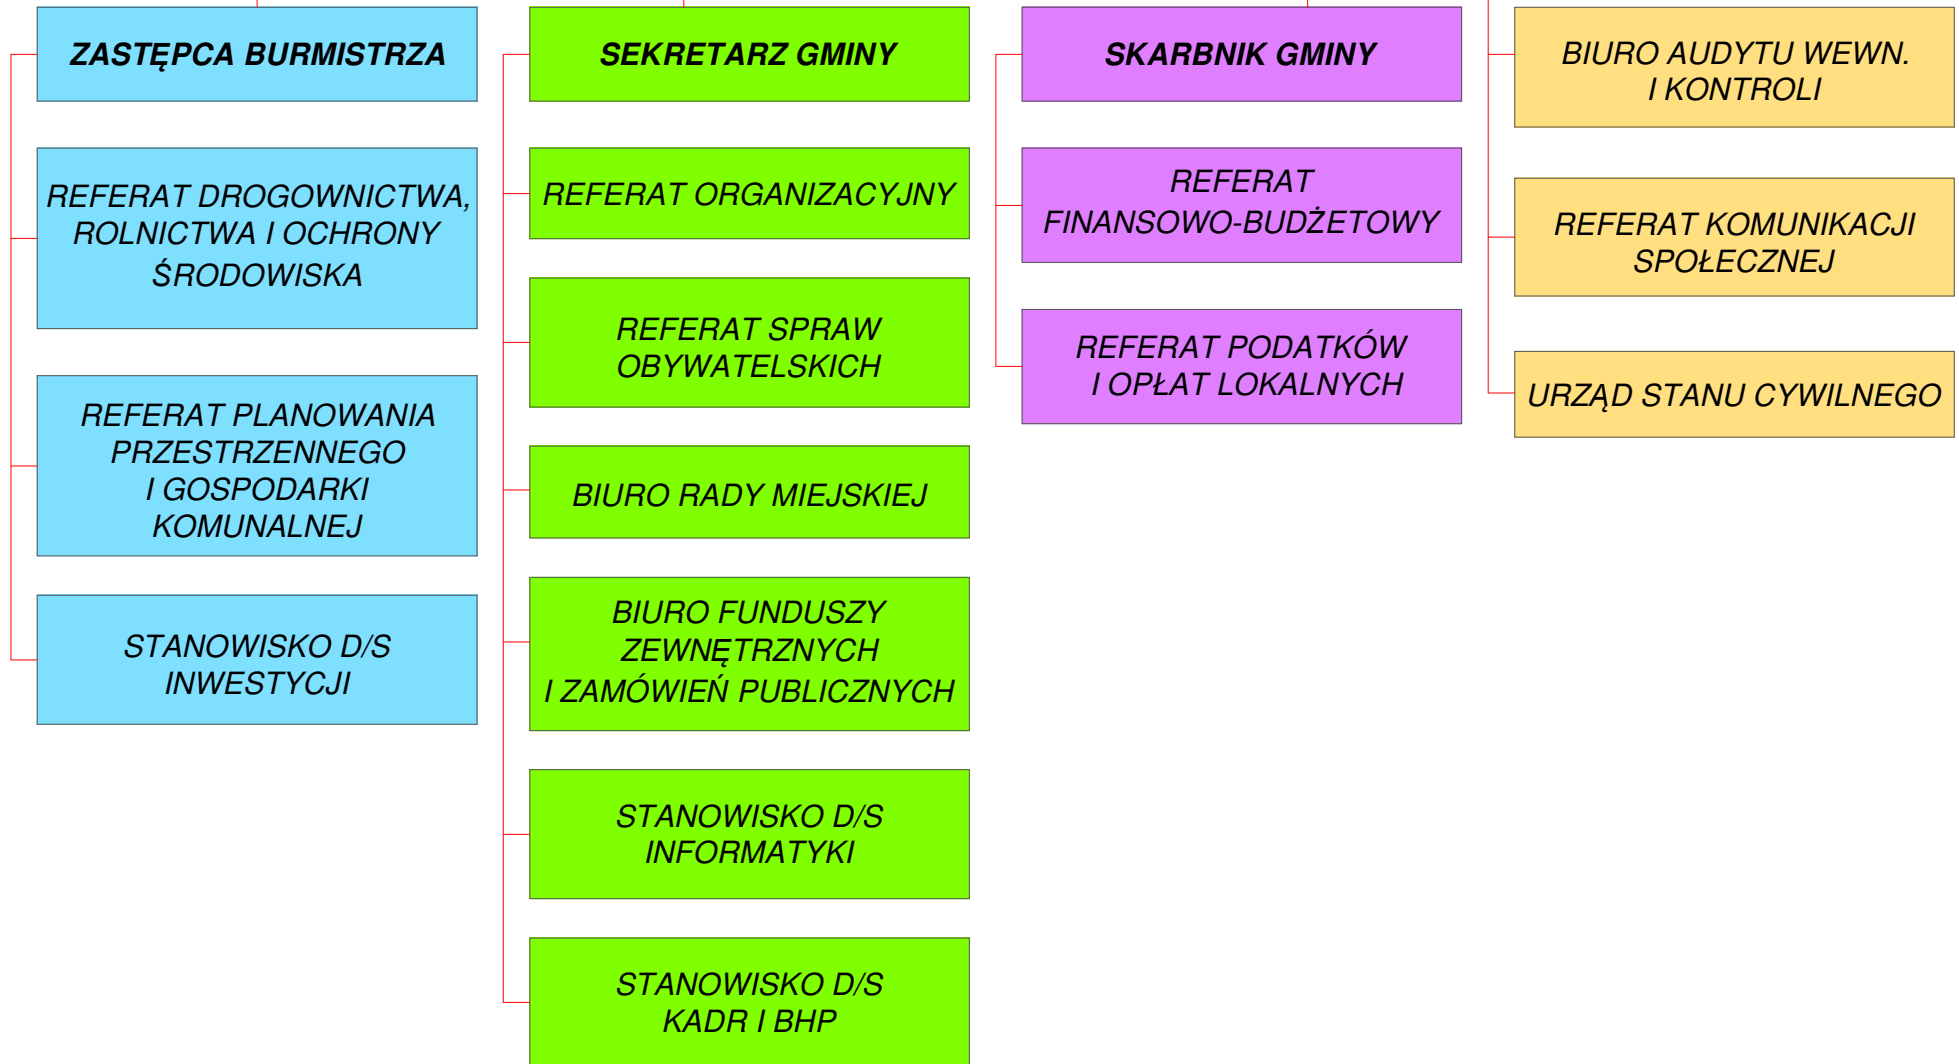 ZASTĘPCA BURMISTRZA
REFERAT DROGOWNICTWA,
ROLNICTWA I OCHRONY
ŚRODOWISKA
REFERAT PLANOWANIA
PRZESTRZENNEGO
I GOSPODARKI
KOMUNALNEJ
STANOWISKO D/S
INWESTYCJI
SEKRETARZ GMINY
REFERAT ORGANIZACYJNY
REFERAT SPRAW
OBYWATELSKICH
BIURO RADY MIEJSKIEJ
BIURO FUNDUSZY
ZEWNĘTRZNYCH
I ZAMÓWIEŃ PUBLICZNYCH
STANOWISKO D/S
INFORMATYKI
STANOWISKO D/S
KADR I BHP
SKARBNIK GMINY
REFERAT
FINANSOWO-BUDŻETOWY
REFERAT PODATKÓW
I OPŁAT LOKALNYCH
BIURO AUDYTU WEWN.
I KONTROLI
REFERAT KOMUNIKACJI
SPOŁECZNEJ
URZĄD STANU CYWILNEGO